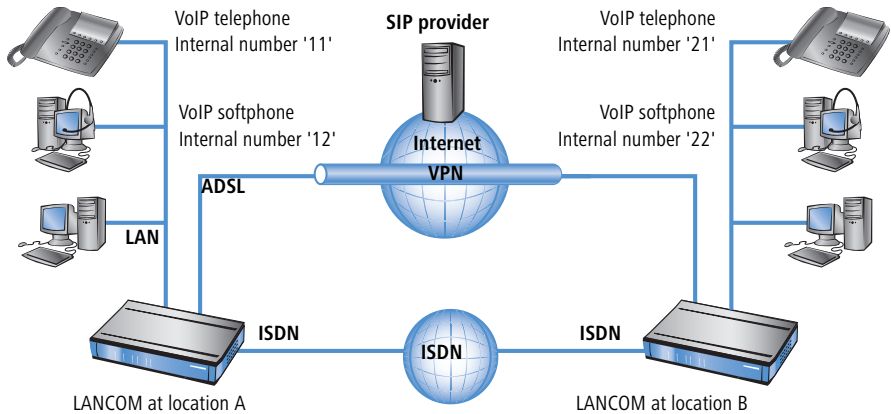 VoIP telephone
Internal number '11'
SIP provider
VoIP telephone
Internal number '21'
VoIP softphone
Internal number '12'
VoIP softphone
Internal number '22'
Internet
VPN
ADSL
LAN
ISDN
ISDN
ISDN
LANCOM at location A
LANCOM at location B